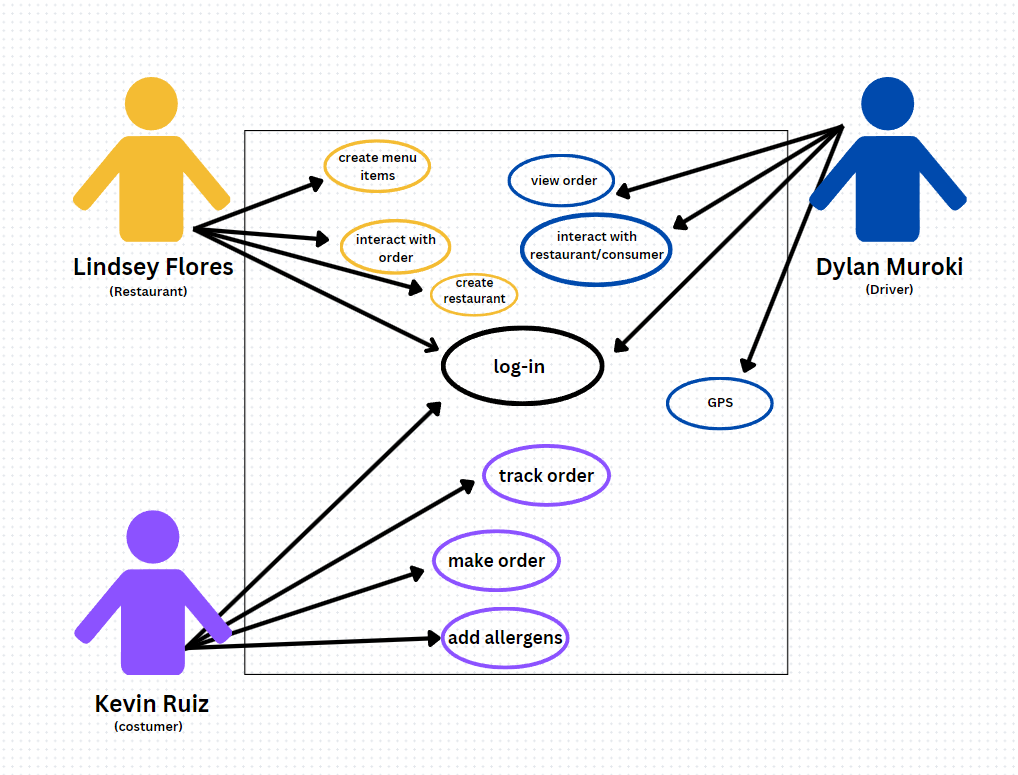 create menu
items
view order
interact with
order
interact with
restaurant/consumer
Lindsey Flores
(Restaurant)
Dylan Muroki
(Driver)
create
restaurant
log-in
GPS
track order
make order
add allergens
Kevin Ruiz
(costumer)